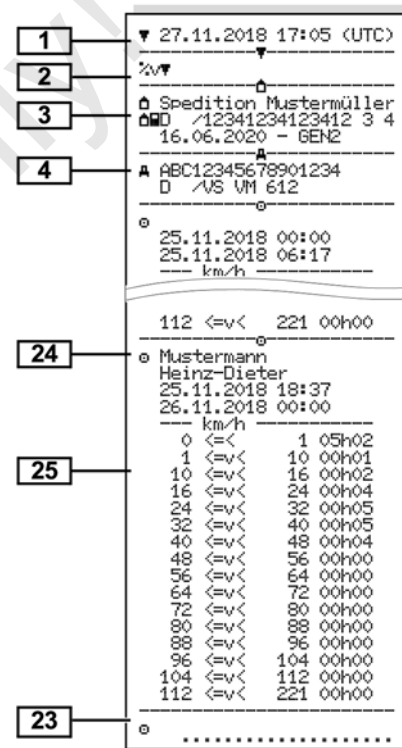 1 ▼ 27.11.2018 17:05 (UTC)
2 %v▼
3 Spedition Mustermüller
D /12341234123412 3 4
16.06.2020 - GEN2
4 ABC12345678901234
D /VS VM 612
25.11.2018 00:00
25.11.2018 06:17
--- km/h
112 <=v< 221 00h00
24 Mustermann
Heinz-Dieter
25.11.2018 18:37
26.11.2018 00:00
--- km/h
0 <=< 1 05h02
1 <=v< 10 00h01
10 <=v< 16 00h02
16 <=v< 24 00h04
24 <=v< 32 00h05
32 <=v< 40 00h05
40 <=v< 48 00h04
25 48 <=v< 56 00h00
56 <=v< 64 00h00
64 <=v< 72 00h00
72 <=v< 80 00h00
80 <=v< 88 00h00
88 <=v< 96 00h00
96 <=v< 104 00h00
104 <=v< 112 00h00
112 <=v< 221 00h00
23 ....................